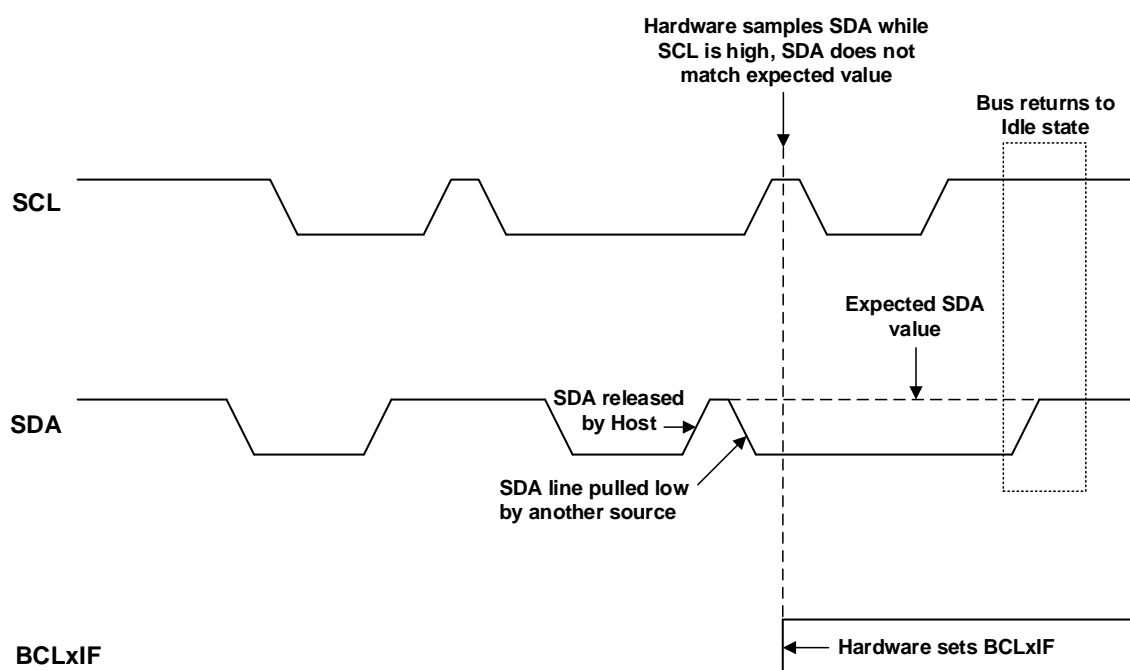 Hardware samples SDA while
SCL is high, SDA does not
match expected value
Bus returns to
Idle state
SCL
Expected SDA
value
SDA
SDA released
by Host
SDA line pulled low
by another source
BCLxIF
Hardware sets BCLxIF